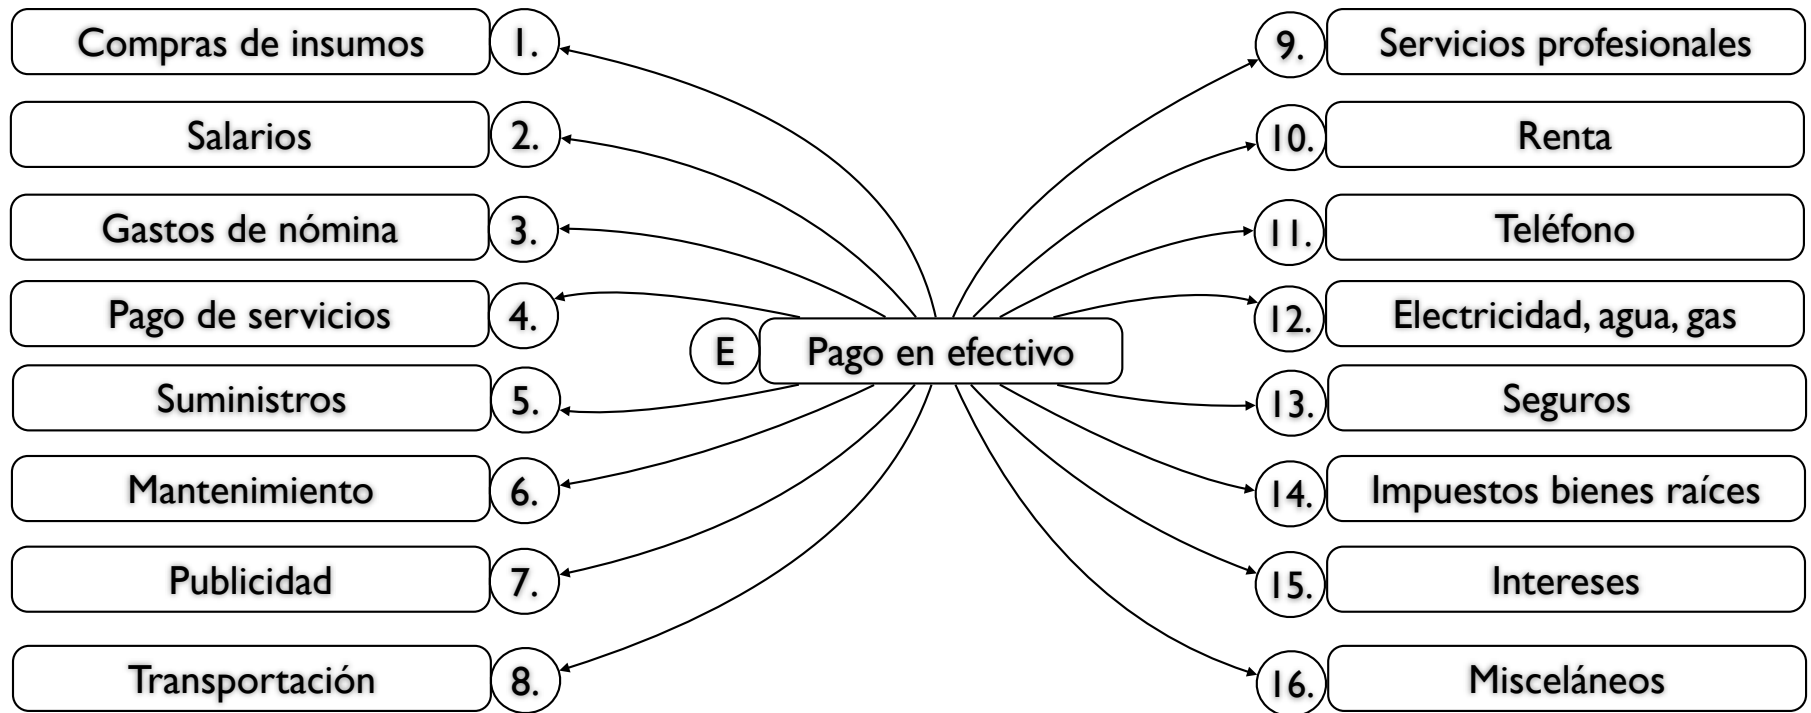 Compras de insumos 1.
Salarios 2.
Gastos de nómina 3.
Pago de servicios 4.
Suministros 5.
Mantenimiento 6.
Publicidad 7.
Transportación 8.
E Pago en efectivo
9. Servicios profesionales
10. Renta
11. Teléfono
12. Electricidad, agua, gas
13. Seguros
14. Impuestos bienes raíces
15. Intereses
16. Misceláneos